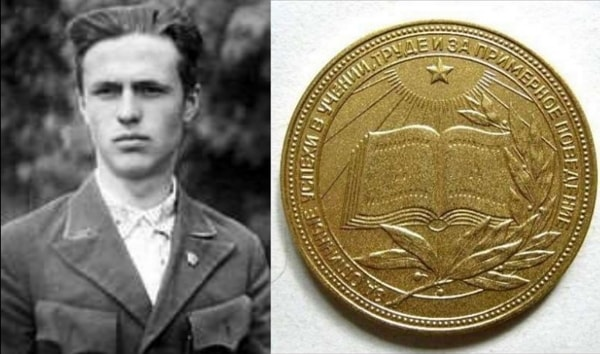 ЗА ОТЛИЧНЫЕ УСПЕХИ В УЧЕНИИ, ТРУДЕ И ЗА ПРИМЕРНОЕ ПОВЕДЕНИЕ